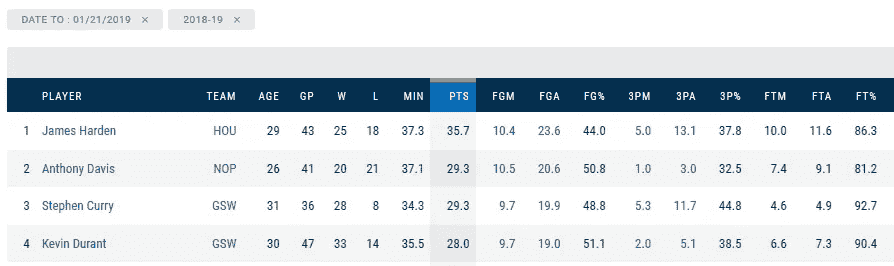 DATE TO : 01/21/2019 × 2018-19 ×
PLAYER TEAM AGE GP W L MIN PTS FGM FGA FG% 3PM 3PA 3P% FTM FTA FT%
1 James Harden HOU 29 43 25 18 37.3 35.7 10.4 23.6 44.0 5.0 13.1 37.8 10.0 11.6 86.3
2 Anthony Davis NOP 26 41 20 21 37.1 29.3 10.5 20.6 50.8 1.0 3.0 32.5 7.4 9.1 81.2
3 Stephen Curry GSW 31 36 28 8 34.3 29.3 9.7 19.9 48.8 5.3 11.7 44.8 4.6 4.9 92.7
4 Kevin Durant GSW 30 47 33 14 35.5 28.0 9.7 19.0 51.1 2.0 5.1 38.5 6.6 7.3 90.4